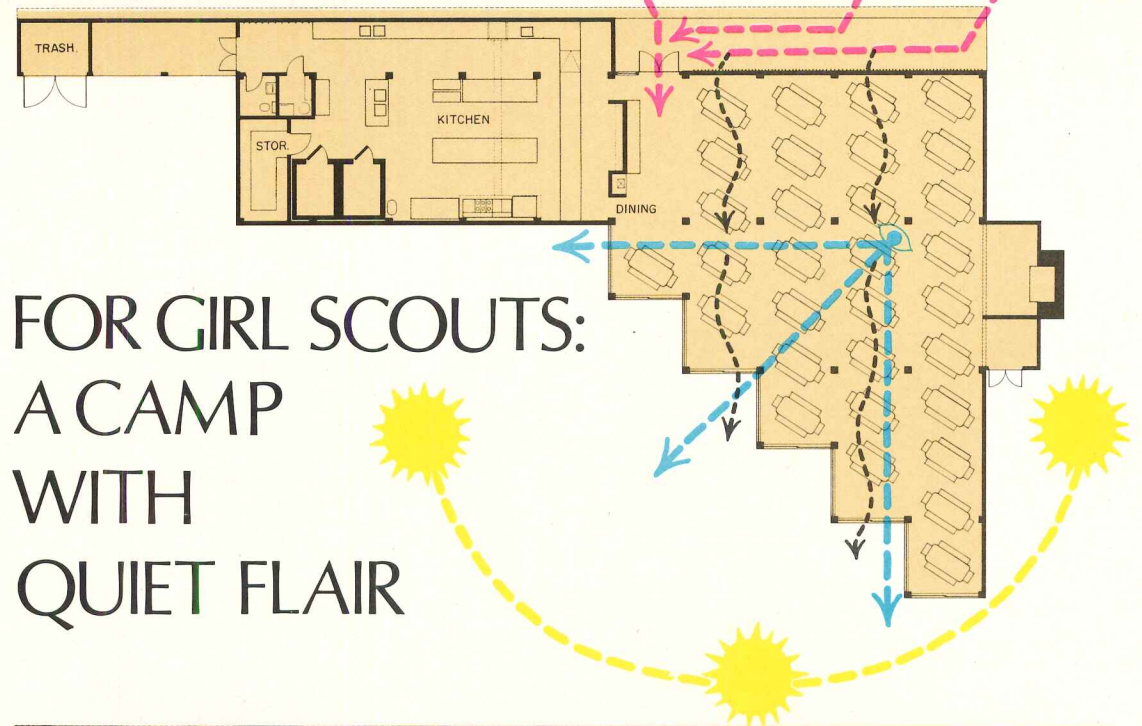 TRASH.
KITCHEN
STOR.
DINING
FOR GIRL SCOUTS:
A CAMP
WITH
QUIET FLAIR